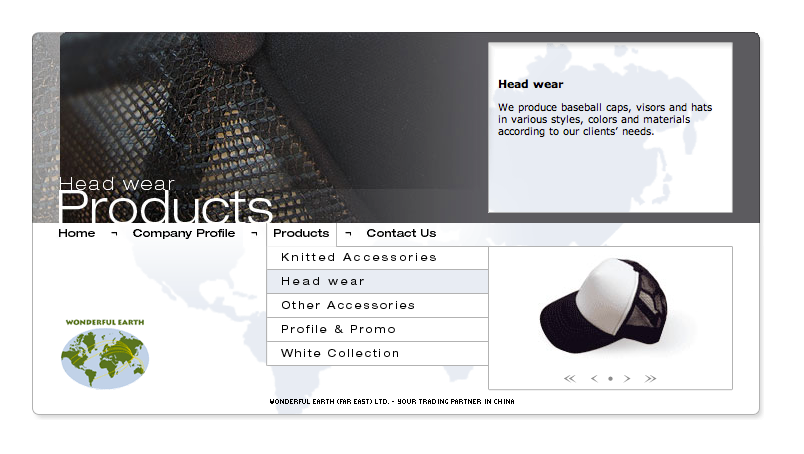 Head wear
Products
Head wear
We produce baseball caps, visors and hats
in various styles, colors and materials
according to our clients' needs.
Home ¬ Company Profile ¬ Products ¬ Contact Us
Knitted Accessories
Head wear
Other Accessories
Profile & Promo
White Collection
WONDERFUL EARTH
WONDERFUL EARTH (FAR EAST) LTD. - YOUR TRADING PARTNER IN CHINA